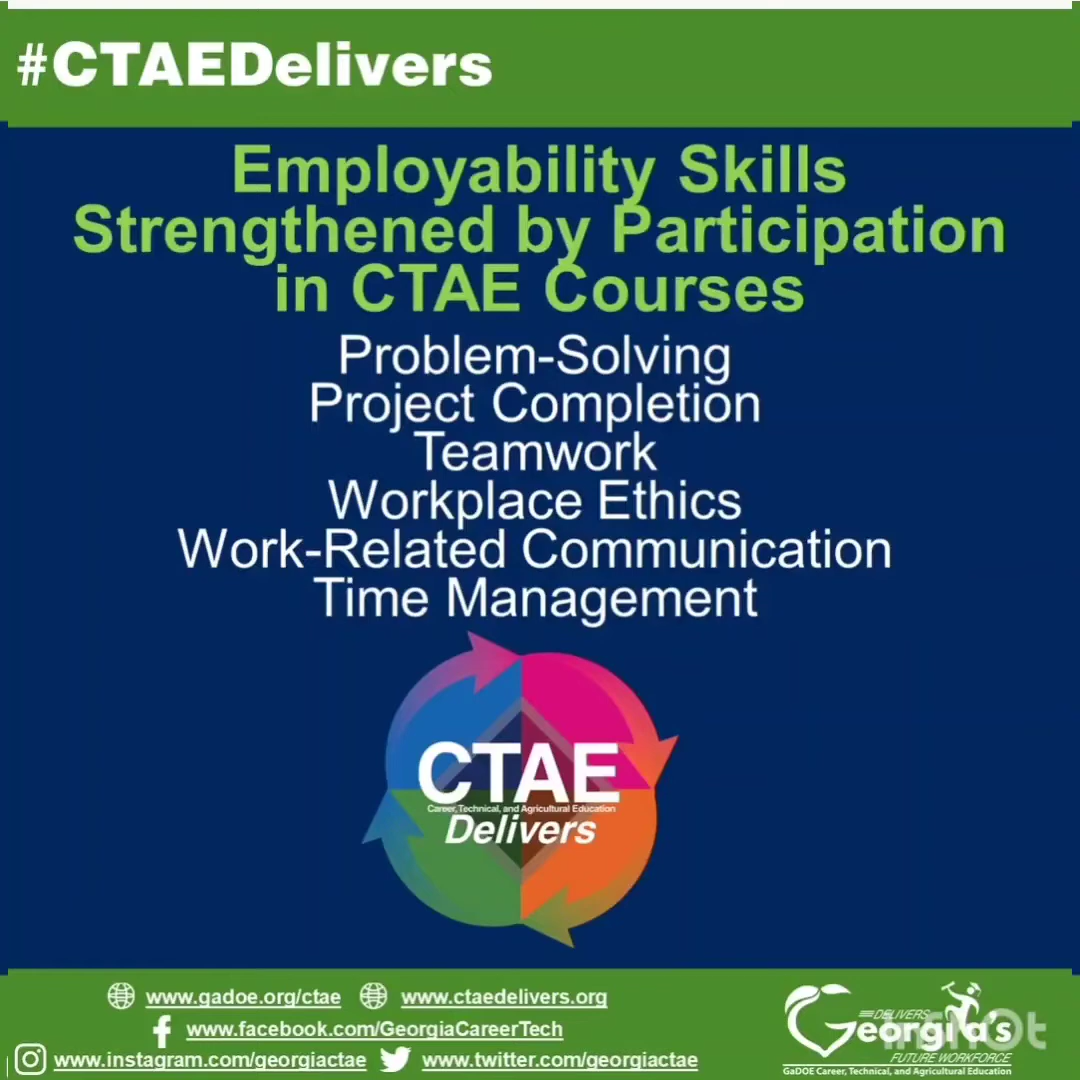 #CTAEDelivers
Employability Skills
Strengthened by Participation
in CTAE Courses
Problem-Solving
Project Completion
Teamwork
Workplace Ethics
Work-Related Communication
Time Management
CTAE
Career, Technical, and Agricultural Education
Delivers
www.gadoe.org/ctae www.ctaedelivers.org
www.facebook.com/GeorgiaCareerTech
www.instagram.com/georgiactae www.twitter.com/georgiactae
DELIVERS
Georgia's
FUTURE WORKFORCE
GaDOE Career, Technical, and Agricultural Education
InShOt